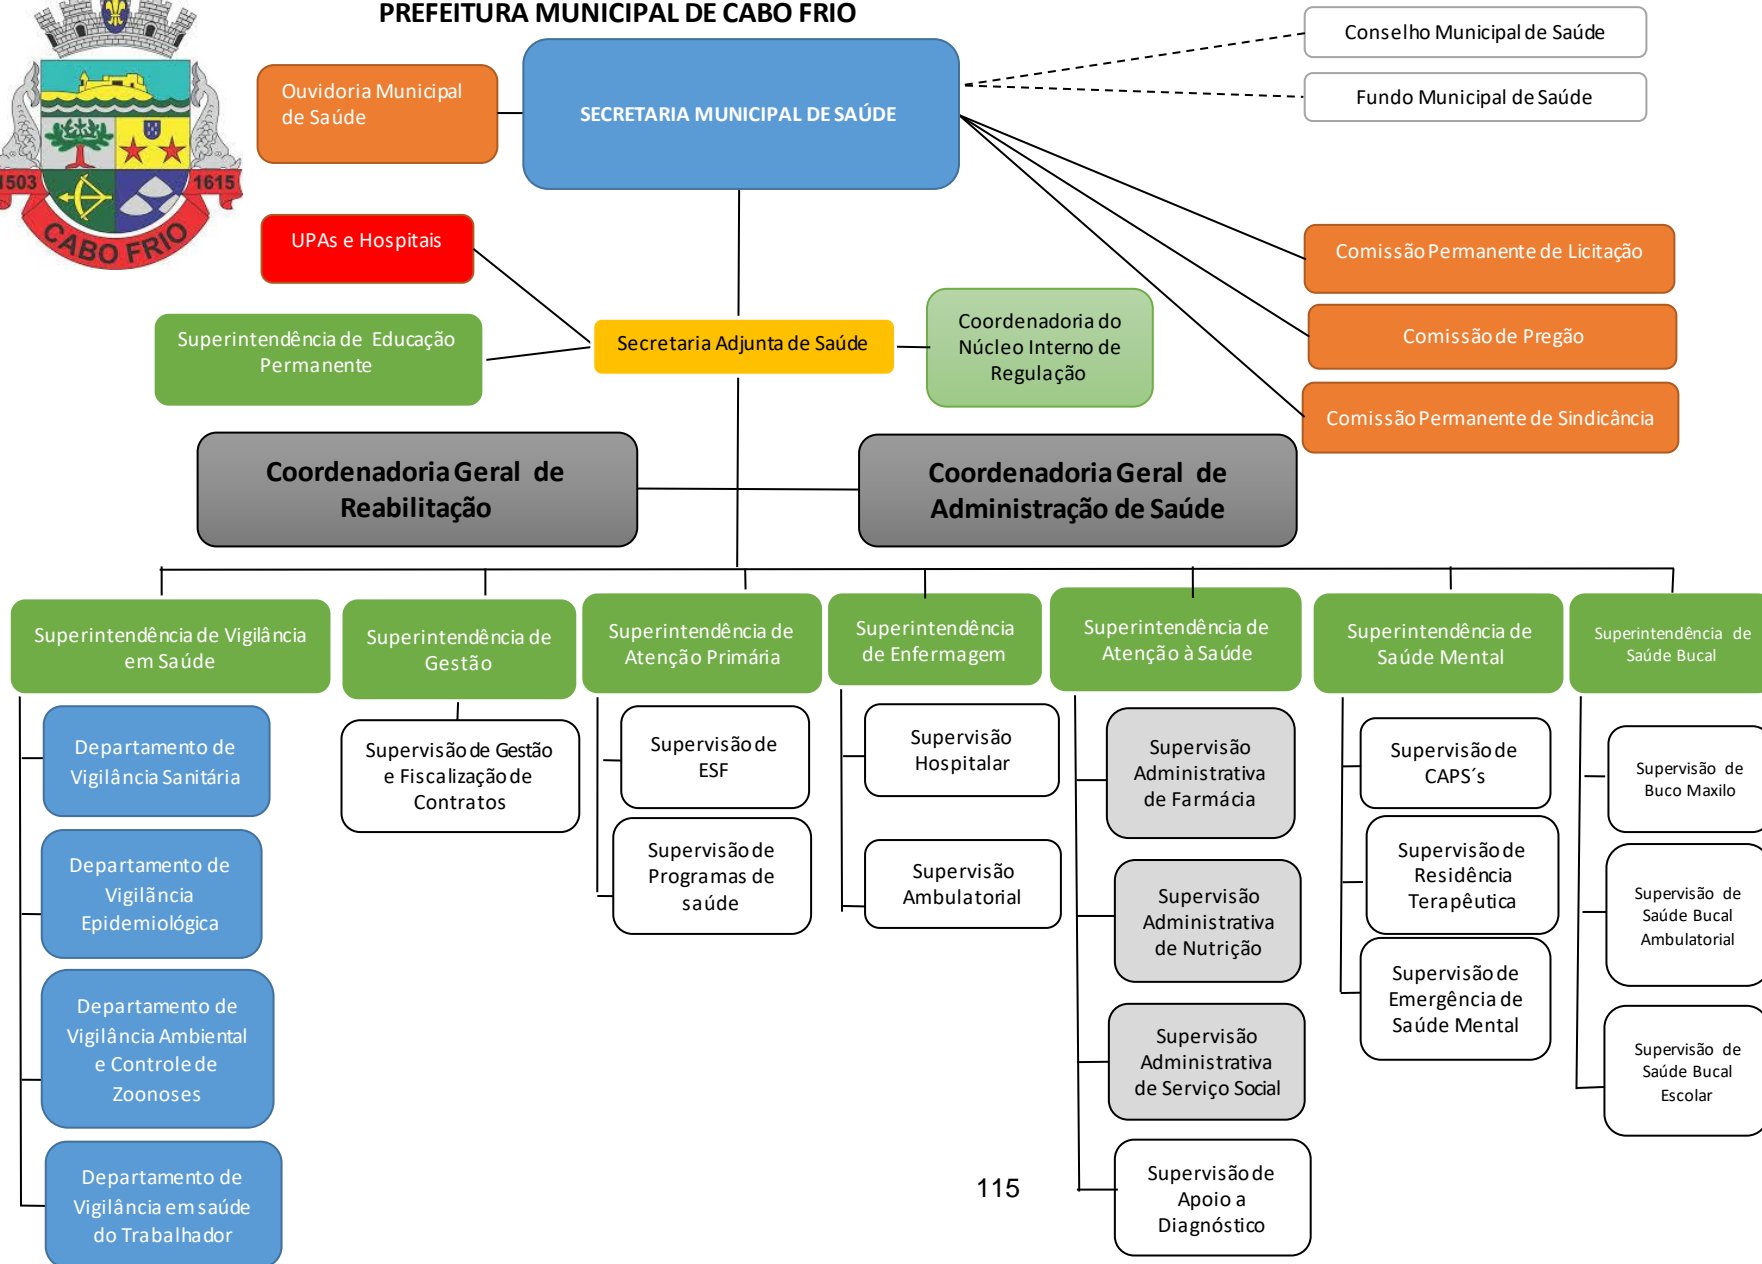 PREFEITURA MUNICIPAL DE CABO FRIO
1503
1615
CABO FRIO
Ouvidoria Municipal
de Saúde
SECRETARIA MUNICIPAL DE SAÚDE
Conselho Municipal de Saúde
Fundo Municipal de Saúde
UPAs e Hospitais
Superintendência de Educação
Permanente
Secretaria Adjunta de Saúde
Coordenadoria do
Núcleo Interno de
Regulação
Comissão Permanente de Licitação
Comissão de Pregão
Comissão Permanente de Sindicância
Coordenadoria Geral de
Reabilitação
Coordenadoria Geral de
Administração de Saúde
Superintendência de Vigilância
em Saúde
Departamento de
Vigilância Sanitária
Departamento de
Vigilãncia
Epidemiológica
Departamento de
Vigilância Ambiental
e Controle de
Zoonoses
Departamento de
Vigilância em saúde
do Trabalhador
Superintendência de
Gestão
Supervisão de Gestão
e Fiscalização de
Contratos
Superintendência de
Atenção Primária
Supervisão de
ESF
Supervisão de
Programas de
saúde
Superintendência
de Enfermagem
Supervisão
Hospitalar
Supervisão
Ambulatorial
Superintendência de
Atenção à Saúde
Supervisão
Administrativa
de Farmácia
Supervisão
Administrativa
de Nutrição
Supervisão
Administrativa
de Serviço Social
Supervisão de
Apoio a
Diagnóstico
Superintendência de
Saúde Mental
Supervisão de
CAPS´s
Supervisão de
Residência
Terapêutica
Supervisão de
Emergência de
Saúde Mental
Superintendência de
Saúde Bucal
Supervisão de
Buco Maxilo
Supervisão de
Saúde Bucal
Ambulatorial
Supervisão de
Saúde Bucal
Escolar
115